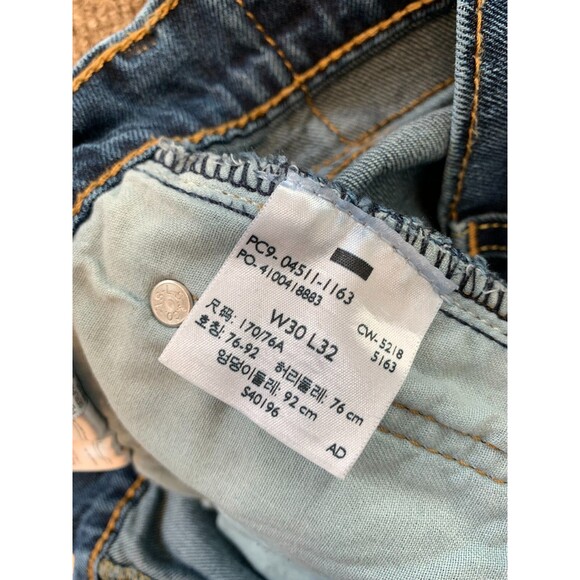 PC9- 04511-1163
PO- 4100418883
W30 L32
CW-5218
5163
尺码: 170/76A
호칭: 76-92 허리둘레: 76 cm
엉덩이둘레: 92 cm
S40196
AD